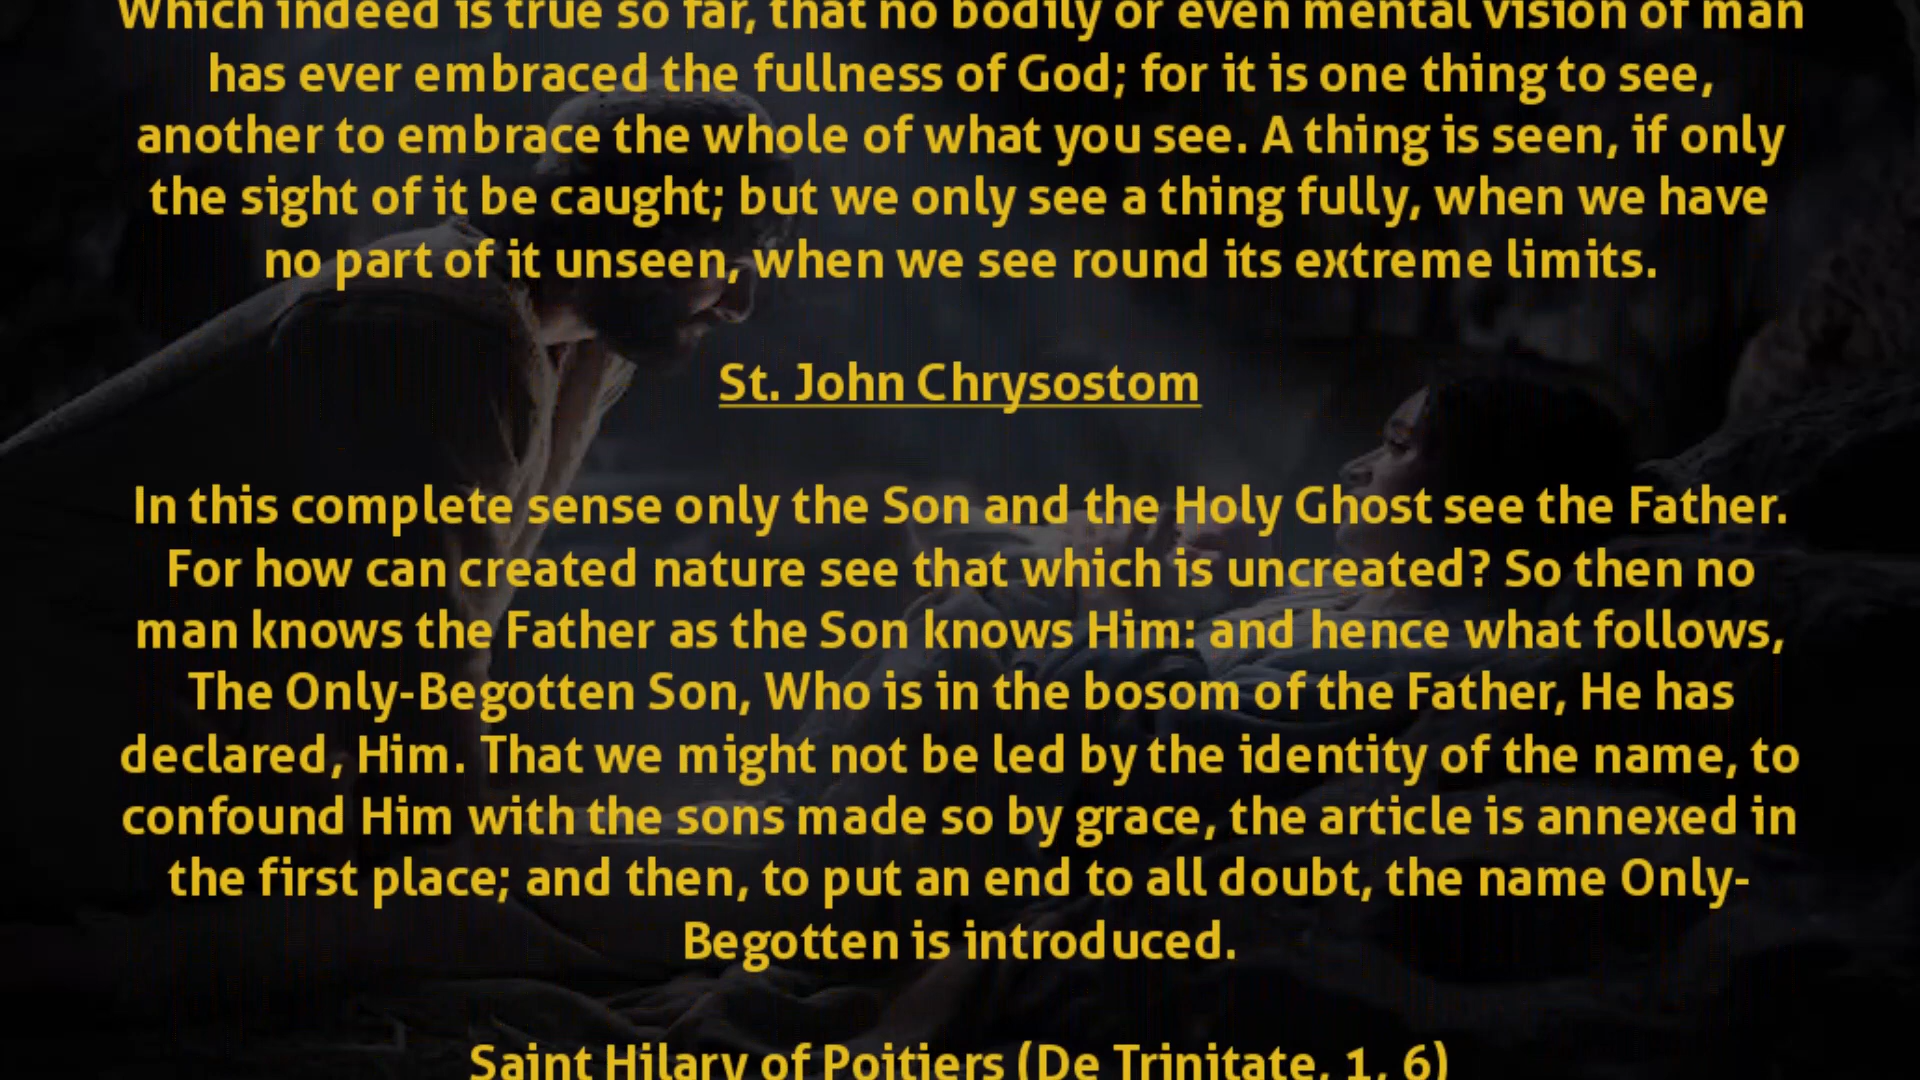 Which indeed is true so far, that no bodily or even mental vision of man
has ever embraced the fullness of God; for it is one thing to see,
another to embrace the whole of what you see. A thing is seen, if only
the sight of it be caught; but we only see a thing fully, when we have
no part of it unseen, when we see round its extreme limits.
St. John Chrysostom
In this complete sense only the Son and the Holy Ghost see the Father.
For how can created nature see that which is uncreated? So then no
man knows the Father as the Son knows Him: and hence what follows,
The Only-Begotten Son, Who is in the bosom of the Father, He has
declared, Him. That we might not be led by the identity of the name, to
confound Him with the sons made so by grace, the article is annexed in
the first place; and then, to put an end to all doubt, the name Only-
Begotten is introduced.
Saint Hilary of Poitiers (De Trinitate, 1, 6)